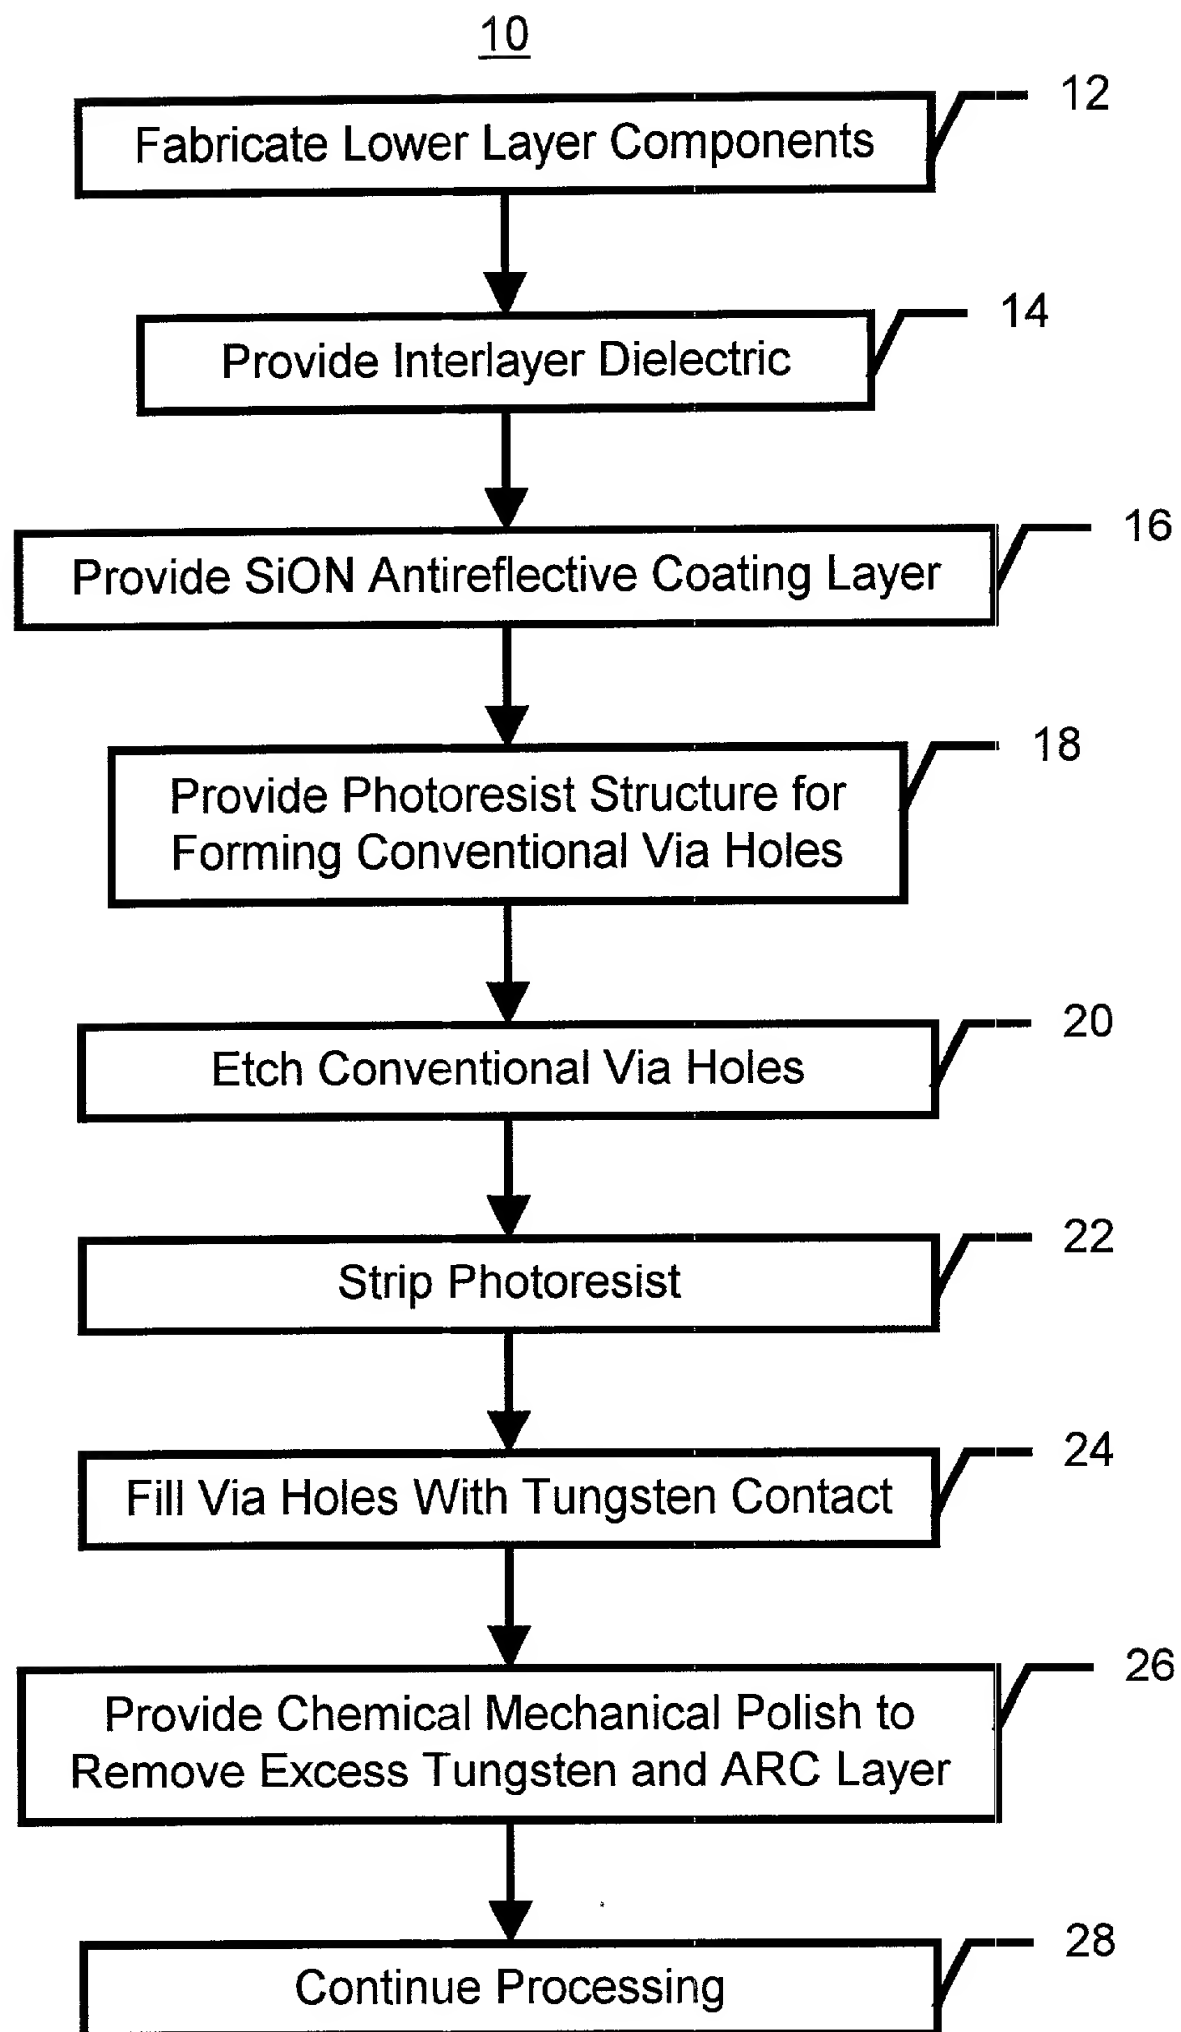 10
12
Fabricate Lower Layer Components
14
Provide Interlayer Dielectric
16
Provide SiON Antireflective Coating Layer
18
Provide Photoresist Structure for
Forming Conventional Via Holes
20
Etch Conventional Via Holes
22
Strip Photoresist
24
Fill Via Holes With Tungsten Contact
26
Provide Chemical Mechanical Polish to
Remove Excess Tungsten and ARC Layer
28
Continue Processing